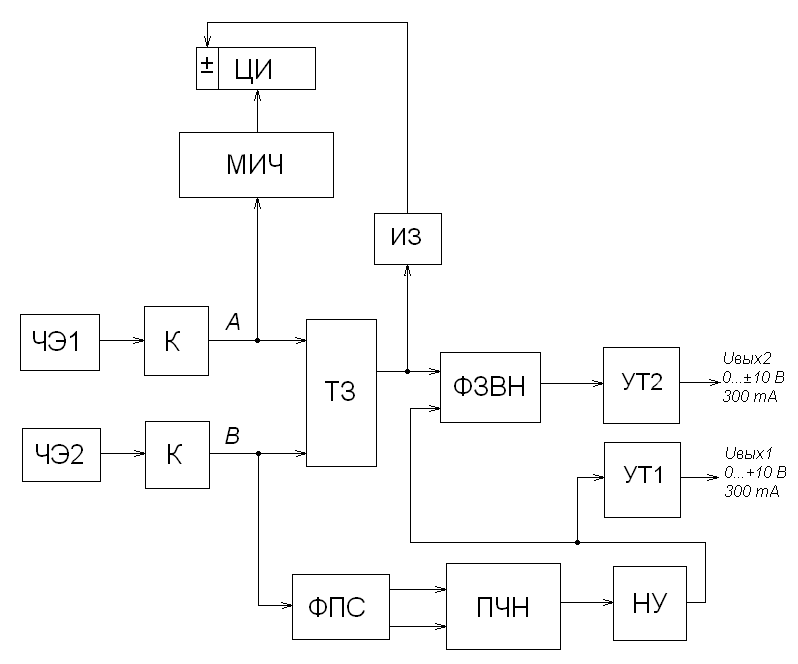 ± ЦИ
МИЧ
ИЗ
ЧЭ1
К
А
ТЗ
ФЗВН
УТ2
Uвых2
0...±10 В
300 mA
ЧЭ2
К
В
УТ1
Uвых1
0...+10 В
300 mA
ФПС
ПЧН
НУ